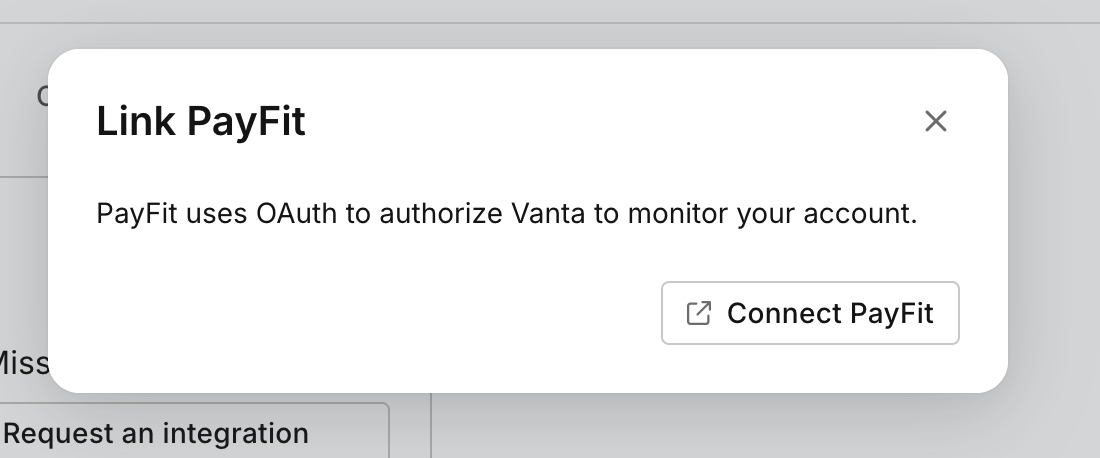 Link PayFit
PayFit uses OAuth to authorize Vanta to monitor your account.
Connect PayFit
Request an integration